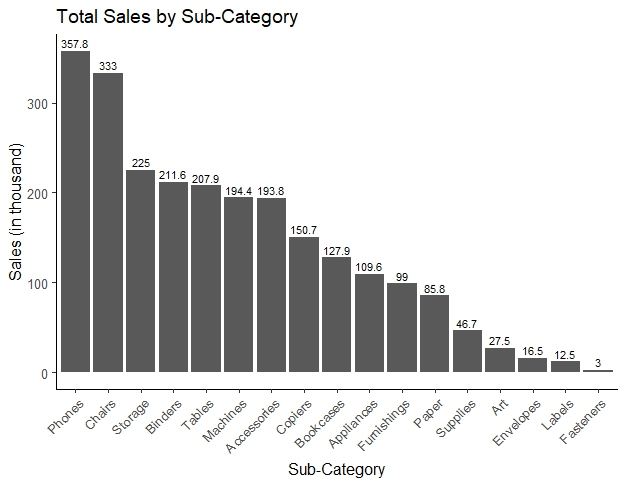 Total Sales by Sub-Category
357.8
333
225
211.6
207.9
194.4
193.8
150.7
127.9
109.6
99
85.8
46.7
27.5
16.5
12.5
3
Sales (in thousand)
300
200
100
0
Phones
Chairs
Storage
Binders
Tables
Machines
Accessories
Copiers
Bookcases
Appliances
Furnishings
Paper
Supplies
Art
Envelopes
Labels
Fasteners
Sub-Category